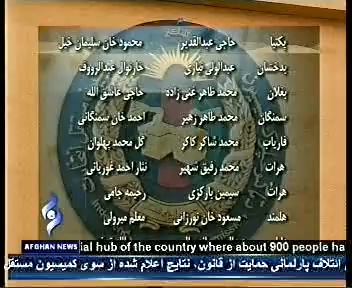 پکتیا حاجی عبدالقدیر محمود خان سلیمان خیل
بدخشان عبدالولی نیازی څارنوال عبدالرووف
بغلان محمد طاهر غنی زاده حاجی عاشق الله
سمنگان محمد طاهر زهیر احمد خان سمنگانی
فاریاب محمد شاکر کاکر گل محمد پهلوان
هرات محمد رفیق شهیر نثار احمد غوریانی
هرات سیمین بارکزی رحیمه جامی
هلمند مسعود خان نورزائی معلم میرولی
AFGHAN NEWS
ial hub of the country where about 900 people ha
ائتلاف پارلمانی حمایت از قانون، نتایج اعلام شده از سوی کمیسیون مستقل